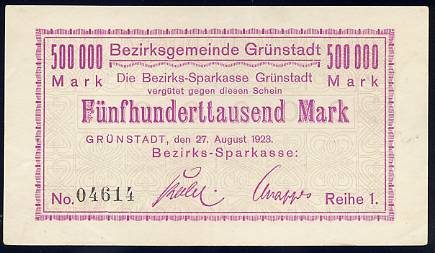 500 000 Bezirksgemeinde Grünstadt 500 000
Mark Die Bezirks-Sparkasse Grünstadt Mark
vergütet gegen diesen Schein
Fünfhunderttausend Mark
GRÜNSTADT, den 27. August 1923.
Bezirks-Sparkasse:
No. 04614 Reihe 1.